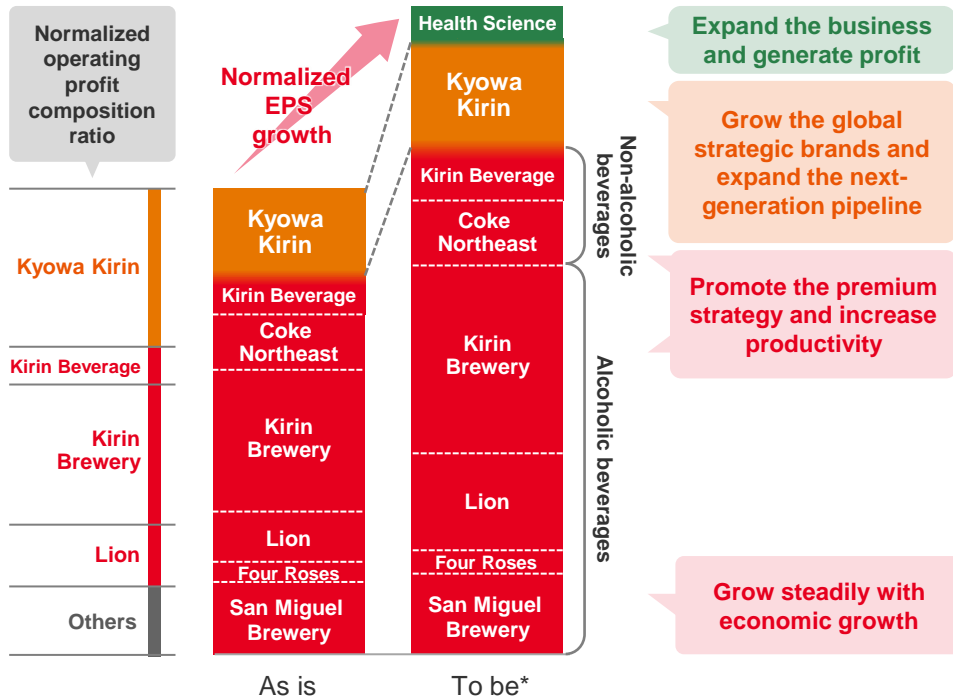 Normalized
operating
profit
composition
ratio
Kyowa Kirin
Kirin Beverage
Kirin
Brewery
Lion
Others
Normalized
EPS
growth
Kyowa
Kirin
Kirin Beverage
Coke
Northeast
Kirin
Brewery
Lion
Four Roses
San Miguel
Brewery
As is
Health Science
Kyowa
Kirin
Kirin Beverage
Coke
Northeast
Kirin
Brewery
Lion
Four Roses
San Miguel
Brewery
To be*
Non-alcoholic
beverages
Alcoholic beverages
Expand the business
and generate profit
Grow the global
strategic brands and
expand the next-
generation pipeline
Promote the premium
strategy and increase
productivity
Grow steadily with
economic growth